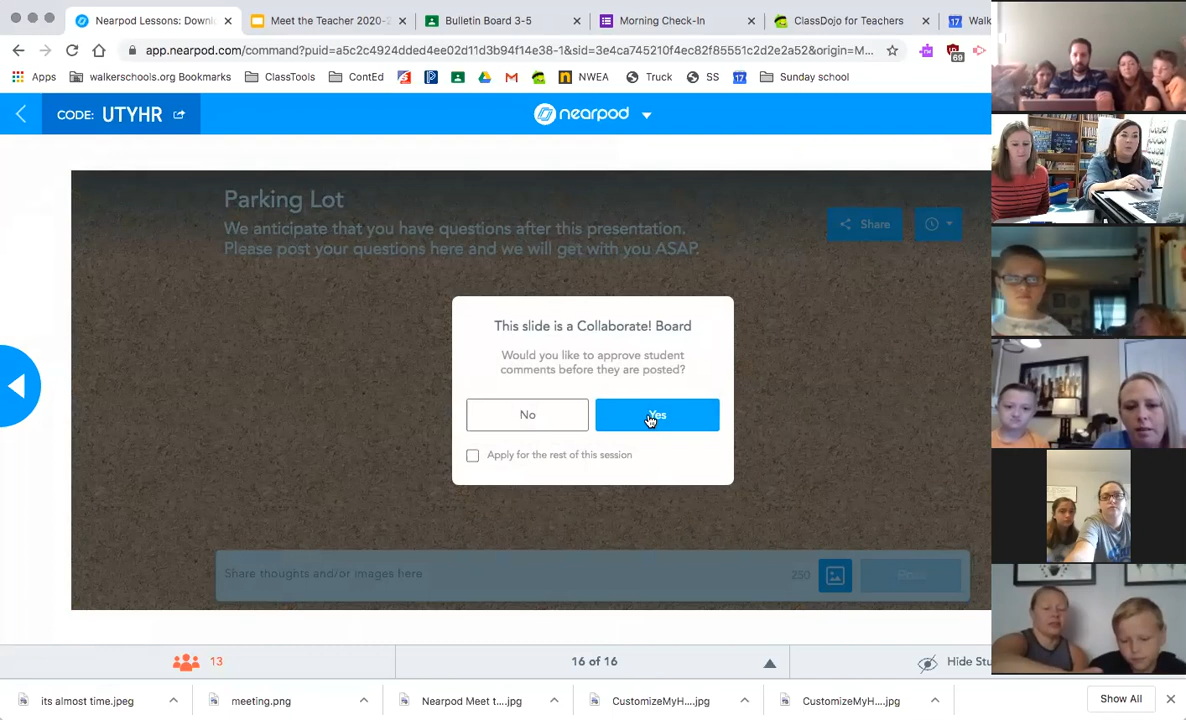 Nearpod Lessons: Downl
Meet the Teacher 2020-2
Bulletin Board 3-5
Morning Check-In
ClassDojo for Teachers
17 Walk
app.nearpod.com/command?puid=a5c2c4924dded4ee02d11d3b94f14e38-1&sid=3e4ca745210f4ec82f85551c2d2e2a52&origin=M...
69
Apps
walkerschools.org Bookmarks
ClassTools
ContEd
NWEA
Truck
SS
17
Sunday school
CODE: UTYHR
nearpod
Parking Lot
We anticipate that you have questions after this presentation.
Please post your questions here and we will get with you ASAP.
Share
This slide is a Collaborate! Board
Would you like to approve student
comments before they are posted?
No
Yes
Apply for the rest of this session
Share thoughts and/or images here
250
13
16 of 16
Hide Stu
its almost time.jpeg
meeting.png
Nearpod Meet t....jpg
CustomizeMyH....jpg
CustomizeMyH....jpg
Show All